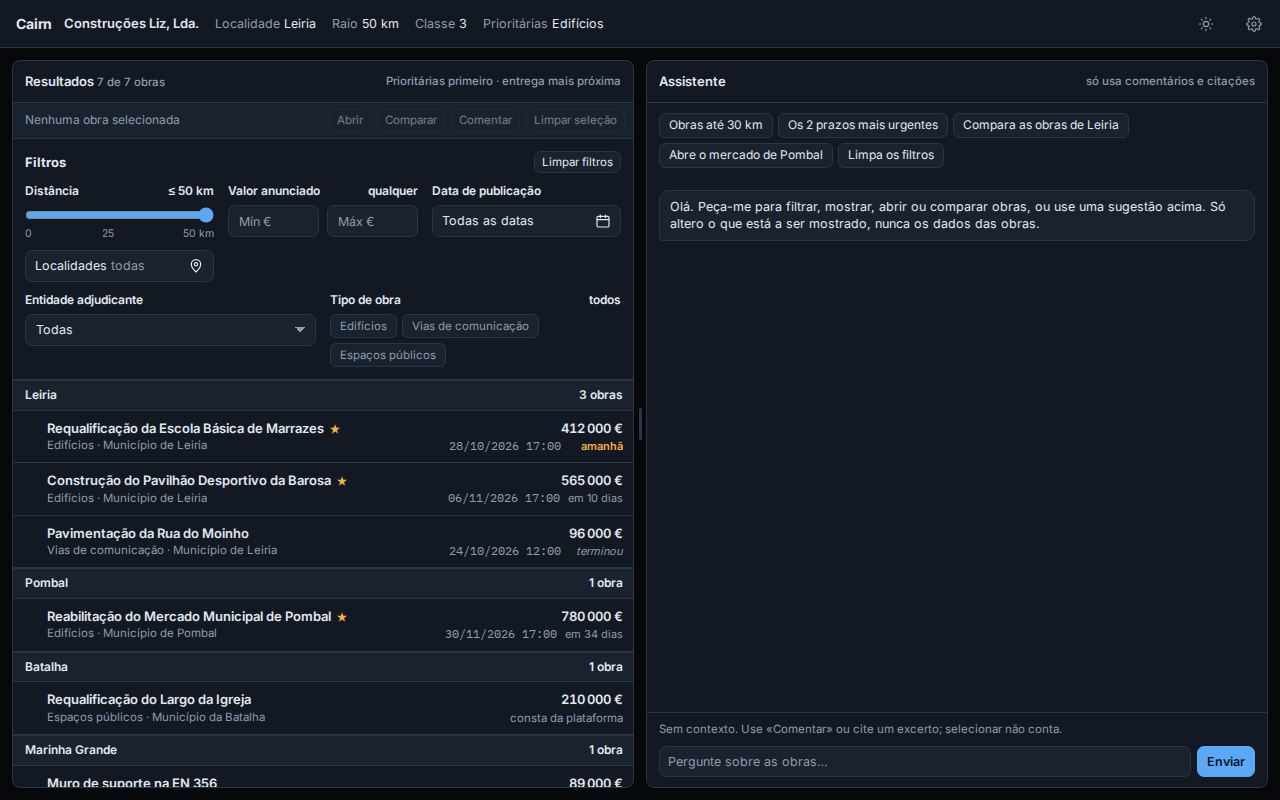 Cairn Construções Liz, Lda. Localidade Leiria Raio 50 km Classe 3 Prioritárias Edifícios
Resultados 7 de 7 obras Prioritárias primeiro · entrega mais próxima
Nenhuma obra selecionada Abrir Comparar Comentar Limpar seleção
Filtros Limpar filtros
Distância ≤ 50 km Valor anunciado qualquer Data de publicação
Mín € Máx € Todas as datas
0 25 50 km
Localidades todas
Entidade adjudicante Tipo de obra todos
Todas Edifícios Vias de comunicação
Espaços públicos
Leiria 3 obras
Requalificação da Escola Básica de Marrazes ★ 412 000 €
Edifícios · Município de Leiria 28/10/2026 17:00 amanhã
Construção do Pavilhão Desportivo da Barosa ★ 565 000 €
Edifícios · Município de Leiria 06/11/2026 17:00 em 10 dias
Pavimentação da Rua do Moinho 96 000 €
Vias de comunicação · Município de Leiria 24/10/2026 12:00 terminou
Pombal 1 obra
Reabilitação do Mercado Municipal de Pombal ★ 780 000 €
Edifícios · Município de Pombal 30/11/2026 17:00 em 34 dias
Batalha 1 obra
Requalificação do Largo da Igreja 210 000 €
Espaços públicos · Município da Batalha consta da plataforma
Marinha Grande 1 obra
Muro de suporte na EN 356 89 000 €
Assistente só usa comentários e citações
Obras até 30 km Os 2 prazos mais urgentes Compara as obras de Leiria
Abre o mercado de Pombal Limpa os filtros
Olá. Peça-me para filtrar, mostrar, abrir ou comparar obras, ou use uma sugestão acima. Só
altero o que está a ser mostrado, nunca os dados das obras.
Sem contexto. Use «Comentar» ou cite um excerto; selecionar não conta.
Pergunte sobre as obras... Enviar